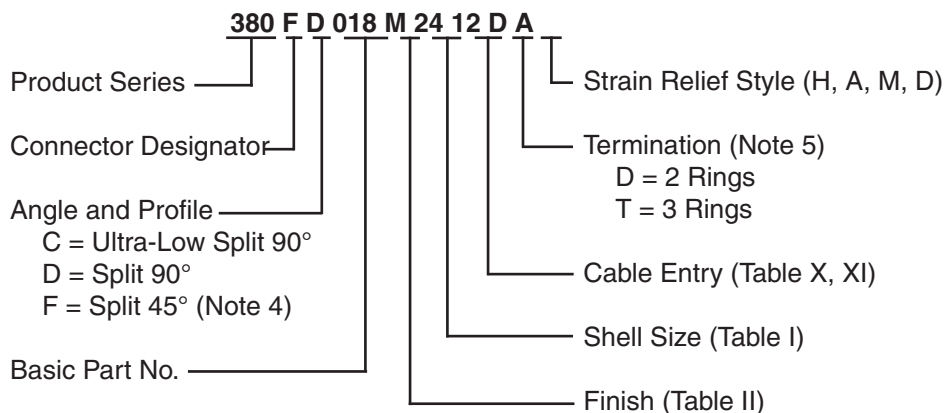 380 F D 018 M 24 12 D A
Product Series
Connector Designator
Angle and Profile
C = Ultra-Low Split 90°
D = Split 90°
F = Split 45° (Note 4)
Basic Part No.
Strain Relief Style (H, A, M, D)
Termination (Note 5)
D = 2 Rings
T = 3 Rings
Cable Entry (Table X, XI)
Shell Size (Table I)
Finish (Table II)